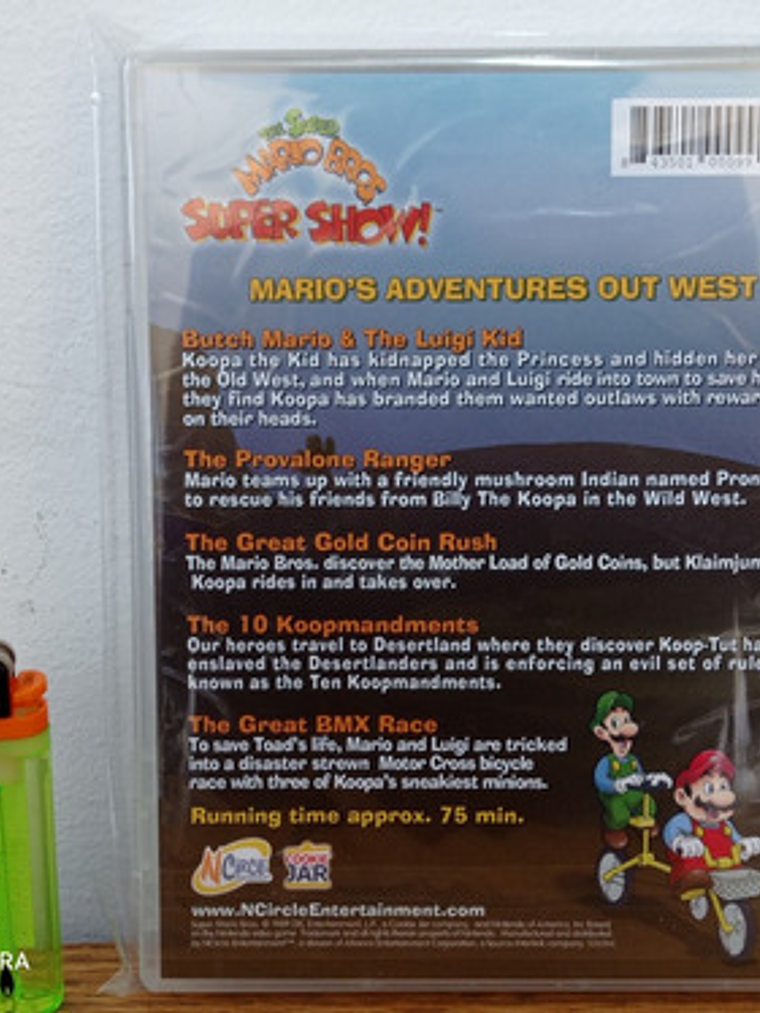 THE SUPER
MARIO BROS.
SUPER SHOW!
8 43501 00099
MARIO'S ADVENTURES OUT WEST
Butch Mario & The Luigi Kid
Koopa the Kid has kidnapped the Princess and hidden her
the Old West, and when Mario and Luigi ride into town to save
they find Koopa has branded them wanted outlaws with rewar
on their heads.
The Provalone Ranger
Mario teams up with a friendly mushroom Indian named Pron
to rescue his friends from Billy The Koopa in the Wild West.
The Great Gold Coin Rush
The Mario Bros. discover the Mother Load of Gold Coins, but Klaimjum
Koopa rides in and takes over.
The 10 Koopmandments
Our heroes travel to Desertland where they discover Koop-Tut ha
enslaved the Desertlanders and is enforcing an evil set of rule
known as the Ten Koopmandments.
The Great BMX Race
To save Toad's life, Mario and Luigi are tricked
into a disaster strewn Motor Cross bicycle
race with three of Koopa's sneakiest minions.
Running time approx. 75 min.
NCIRCLE
COOKIE
JAR
www.NCircleEntertainment.com
RA